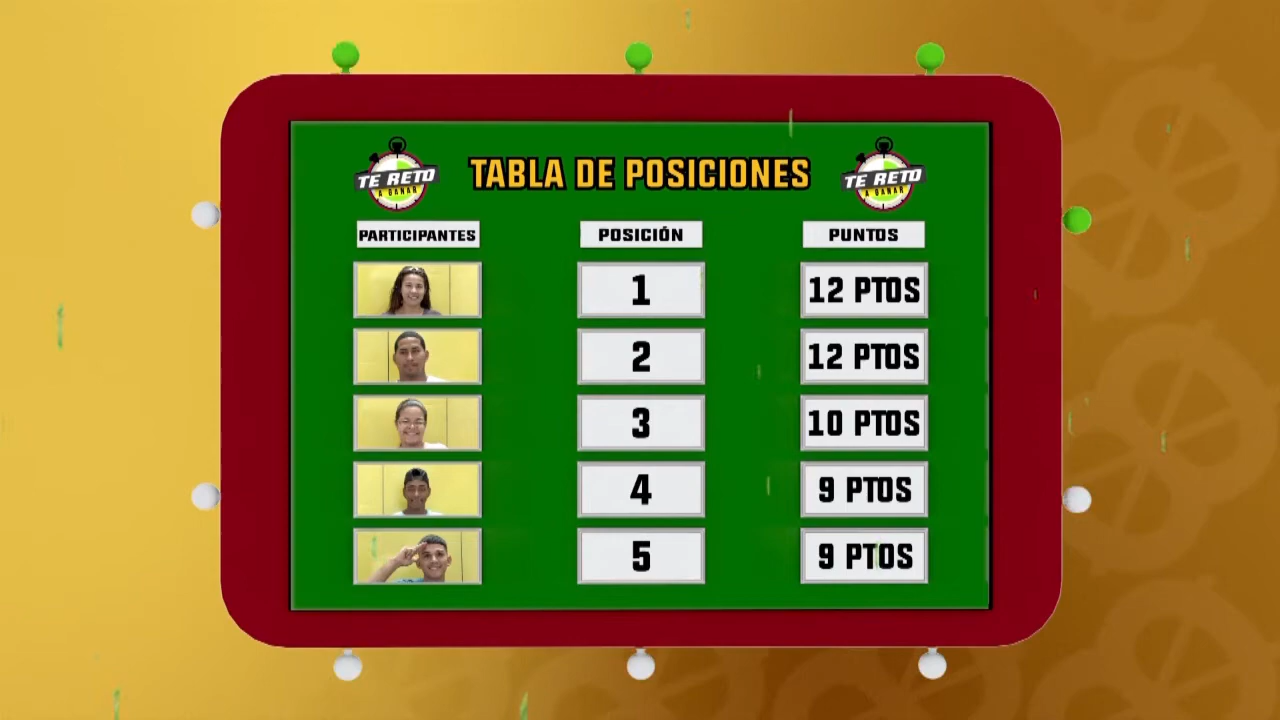 TE RETO
A GANAR
TABLA DE POSICIONES
TE RETO
A GANAR
PARTICIPANTES POSICIÓN PUNTOS
1 12 PTOS
2 12 PTOS
3 10 PTOS
4 9 PTOS
5 9 PTOS